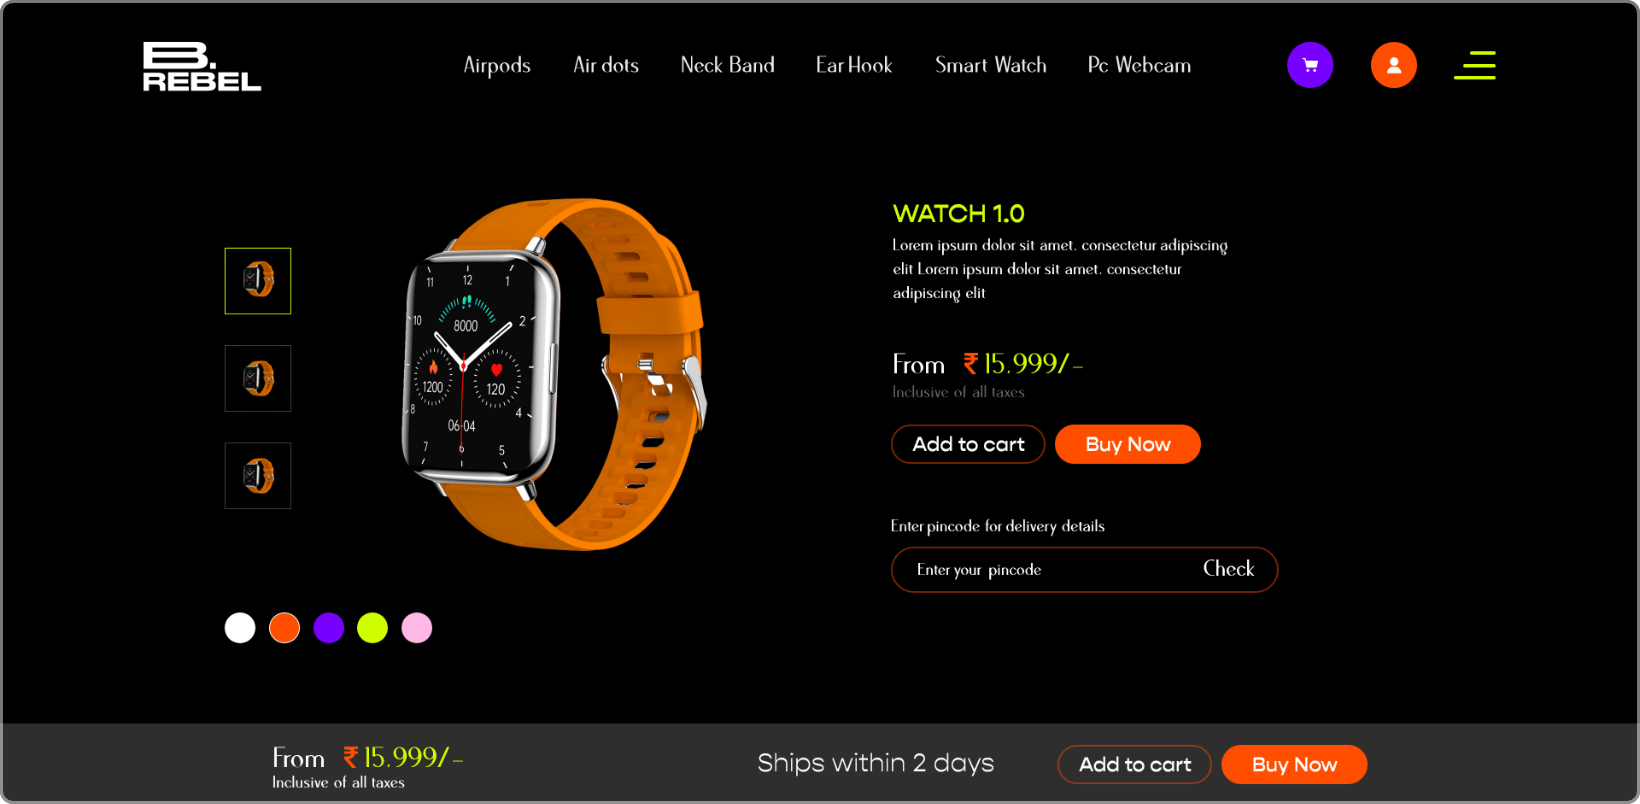 B.
REBEL
Airpods Air dots Neck Band Ear Hook Smart Watch Pc Webcam
WATCH 1.0
Lorem ipsum dolor sit amet. consectetur adipiscing
elit Lorem ipsum dolor sit amet. consectetur
adipiscing elit
11 12 1
10 2
8000
1200 120
8 4
06-04
7 6 5
From ₹ 15.999/-
Inclusive of all taxes
Add to cart Buy Now
Enter pincode for delivery details
Enter your pincode Check
From ₹ 15.999/-
Inclusive of all taxes
Ships within 2 days
Add to cart Buy Now